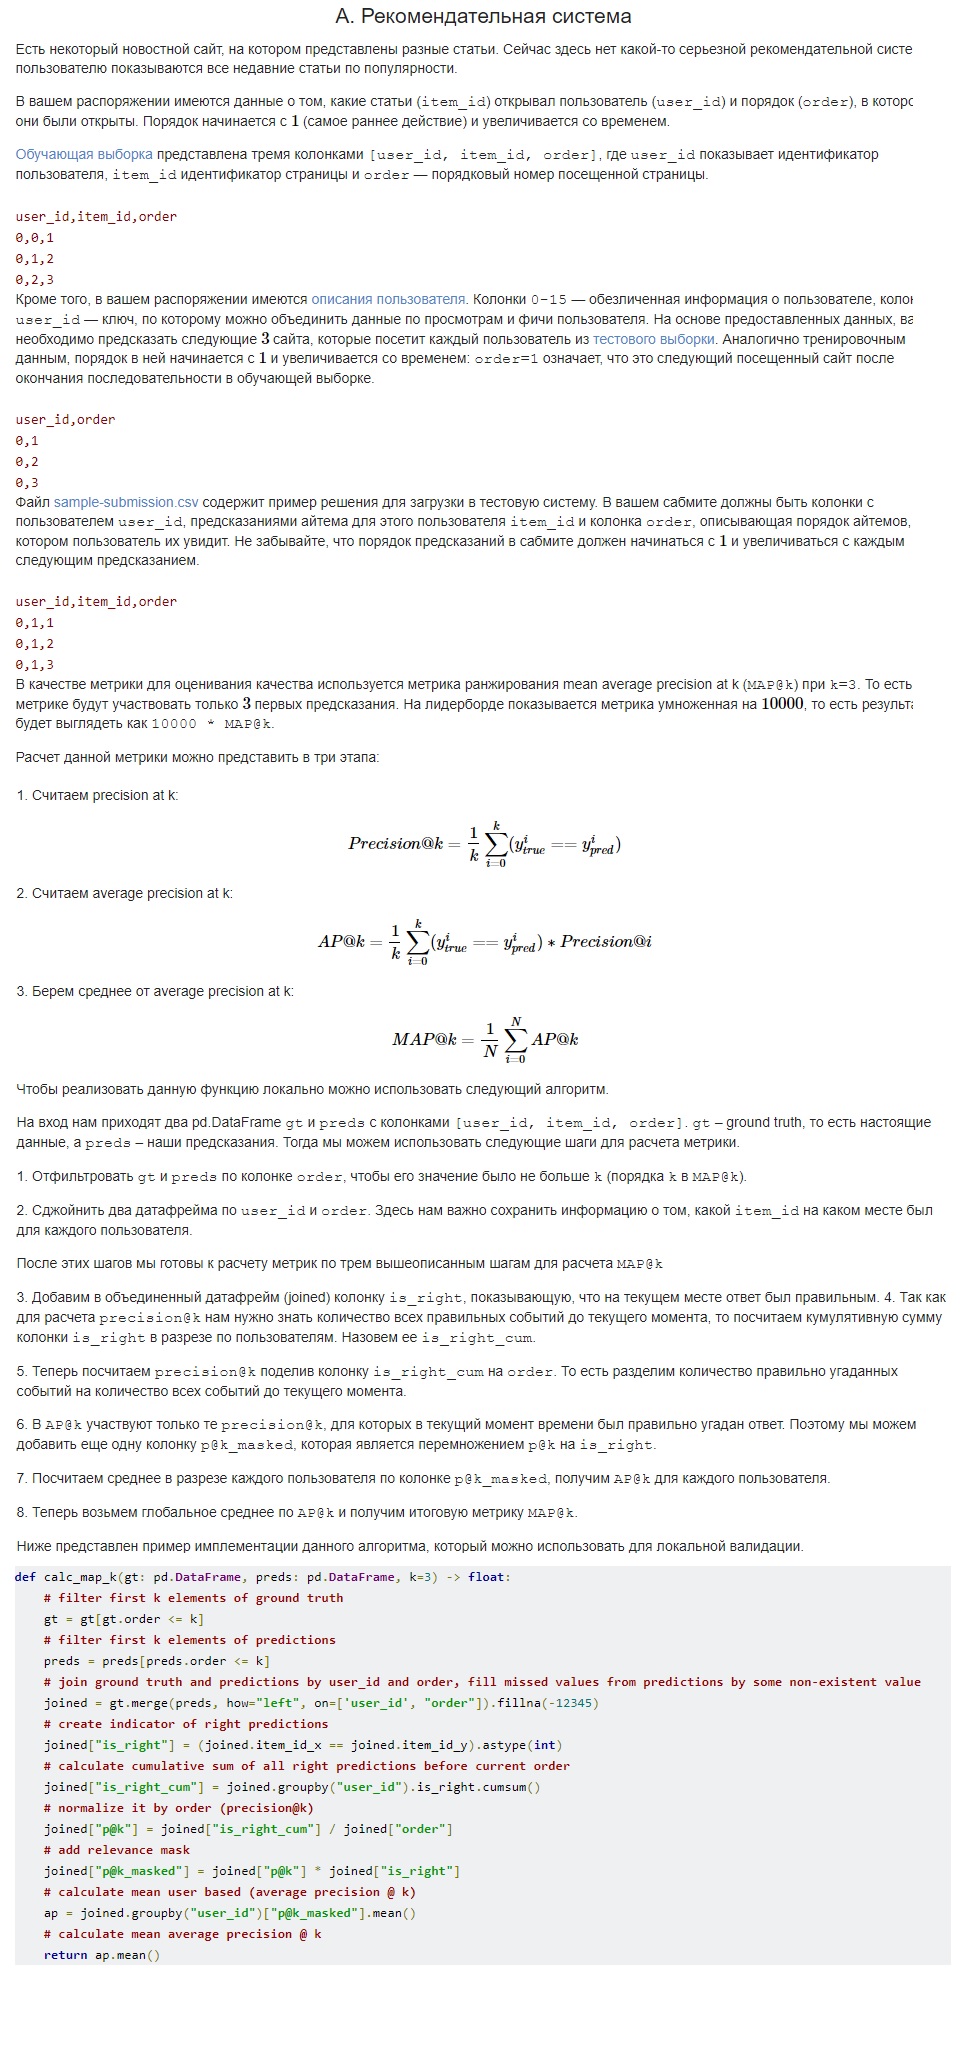 А. Рекомендательная система
Есть некоторый новостной сайт, на котором представлены разные статьи. Сейчас здесь нет какой-то серьезной рекомендательной систе
пользователю показываются все недавние статьи по популярности.
В вашем распоряжении имеются данные о том, какие статьи (item_id) открывал пользователь (user_id) и порядок (order), в которо
они были открыты. Порядок начинается с 1 (самое раннее действие) и увеличивается со временем.
Обучающая выборка представлена тремя колонками [user_id, item_id, order], где user_id показывает идентификатор
пользователя, item_id идентификатор страницы и order — порядковый номер посещенной страницы.
user_id,item_id,order
0,0,1
0,1,2
0,2,3
Кроме того, в вашем распоряжении имеются описания пользователя. Колонки 0-15 — обезличенная информация о пользователе, колон
user_id — ключ, по которому можно объединить данные по просмотрам и фичи пользователя. На основе предоставленных данных, ва
необходимо предсказать следующие 3 сайта, которые посетит каждый пользователь из тестового выборки. Аналогично тренировочным
данным, порядок в ней начинается с 1 и увеличивается со временем: order=1 означает, что это следующий посещенный сайт после
окончания последовательности в обучающей выборке.
user_id,order
0,1
0,2
0,3
Файл sample-submission.csv содержит пример решения для загрузки в тестовую систему. В вашем сабмите должны быть колонки с
пользователем user_id, предсказаниями айтема для этого пользователя item_id и колонка order, описывающая порядок айтемов,
котором пользователь их увидит. Не забывайте, что порядок предсказаний в сабмите должен начинаться с 1 и увеличиваться с каждым
следующим предсказанием.
user_id,item_id,order
0,1,1
0,1,2
0,1,3
В качестве метрики для оценивания качества используется метрика ранжирования mean average precision at k (MAP@k) при k=3. То есть
метрике будут участвовать только 3 первых предсказания. На лидерборде показывается метрика умноженная на 10000, то есть результа
будет выглядеть как 10000 * MAP@k.
Расчет данной метрики можно представить в три этапа:
1. Считаем precision at k:
Precision@k = 1/k ∑_{i=0}^{k} (y^i_{true} == y^i_{pred})
2. Считаем average precision at k:
AP@k = 1/k ∑_{i=0}^{k} (y^i_{true} == y^i_{pred}) * Precision@i
3. Берем среднее от average precision at k:
MAP@k = 1/N ∑_{i=0}^{N} AP@k
Чтобы реализовать данную функцию локально можно использовать следующий алгоритм.
На вход нам приходят два pd.DataFrame gt и preds с колонками [user_id, item_id, order]. gt – ground truth, то есть настоящие
данные, а preds – наши предсказания. Тогда мы можем использовать следующие шаги для расчета метрики.
1. Отфильтровать gt и preds по колонке order, чтобы его значение было не больше k (порядка k в MAP@k).
2. Сджойнить два датафрейма по user_id и order. Здесь нам важно сохранить информацию о том, какой item_id на каком месте был
для каждого пользователя.
После этих шагов мы готовы к расчету метрик по трем вышеописанным шагам для расчета MAP@k
3. Добавим в объединенный датафрейм (joined) колонку is_right, показывающую, что на текущем месте ответ был правильным. 4. Так как
для расчета precision@k нам нужно знать количество всех правильных событий до текущего момента, то посчитаем кумулятивную сумму
колонки is_right в разрезе по пользователям. Назовем ее is_right_cum.
5. Теперь посчитаем precision@k поделив колонку is_right_cum на order. То есть разделим количество правильно угаданных
событий на количество всех событий до текущего момента.
6. В AP@k участвуют только те precision@k, для которых в текущий момент времени был правильно угадан ответ. Поэтому мы можем
добавить еще одну колонку p@k_masked, которая является перемножением p@k на is_right.
7. Посчитаем среднее в разрезе каждого пользователя по колонке p@k_masked, получим AP@k для каждого пользователя.
8. Теперь возьмем глобальное среднее по AP@k и получим итоговую метрику MAP@k.
Ниже представлен пример имплементации данного алгоритма, который можно использовать для локальной валидации.
def calc_map_k(gt: pd.DataFrame, preds: pd.DataFrame, k=3) -> float:
    # filter first k elements of ground truth
    gt = gt[gt.order <= k]
    # filter first k elements of predictions
    preds = preds[preds.order <= k]
    # join ground truth and predictions by user_id and order, fill missed values from predictions by some non-existent value
    joined = gt.merge(preds, how="left", on=['user_id', "order"]).fillna(-12345)
    # create indicator of right predictions
    joined["is_right"] = (joined.item_id_x == joined.item_id_y).astype(int)
    # calculate cumulative sum of all right predictions before current order
    joined["is_right_cum"] = joined.groupby("user_id").is_right.cumsum()
    # normalize it by order (precision@k)
    joined["p@k"] = joined["is_right_cum"] / joined["order"]
    # add relevance mask
    joined["p@k_masked"] = joined["p@k"] * joined["is_right"]
    # calculate mean user based (average precision @ k)
    ap = joined.groupby("user_id")["p@k_masked"].mean()
    # calculate mean average precision @ k
    return ap.mean()